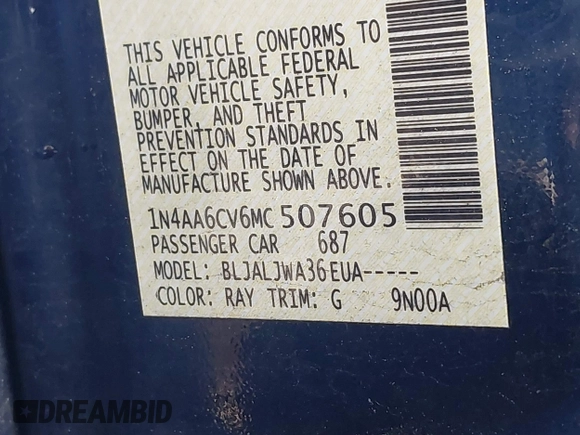 THIS VEHICLE CONFORMS TO
ALL APPLICABLE FEDERAL
MOTOR VEHICLE SAFETY,
BUMPER, AND THEFT
PREVENTION STANDARDS IN
EFFECT ON THE DATE OF
MANUFACTURE SHOWN ABOVE.
1N4AA6CV6MC507605
PASSENGER CAR 687
MODEL: BLJALJWA36EUA-----
COLOR: RAY TRIM: G 9N00A
DREAMBID